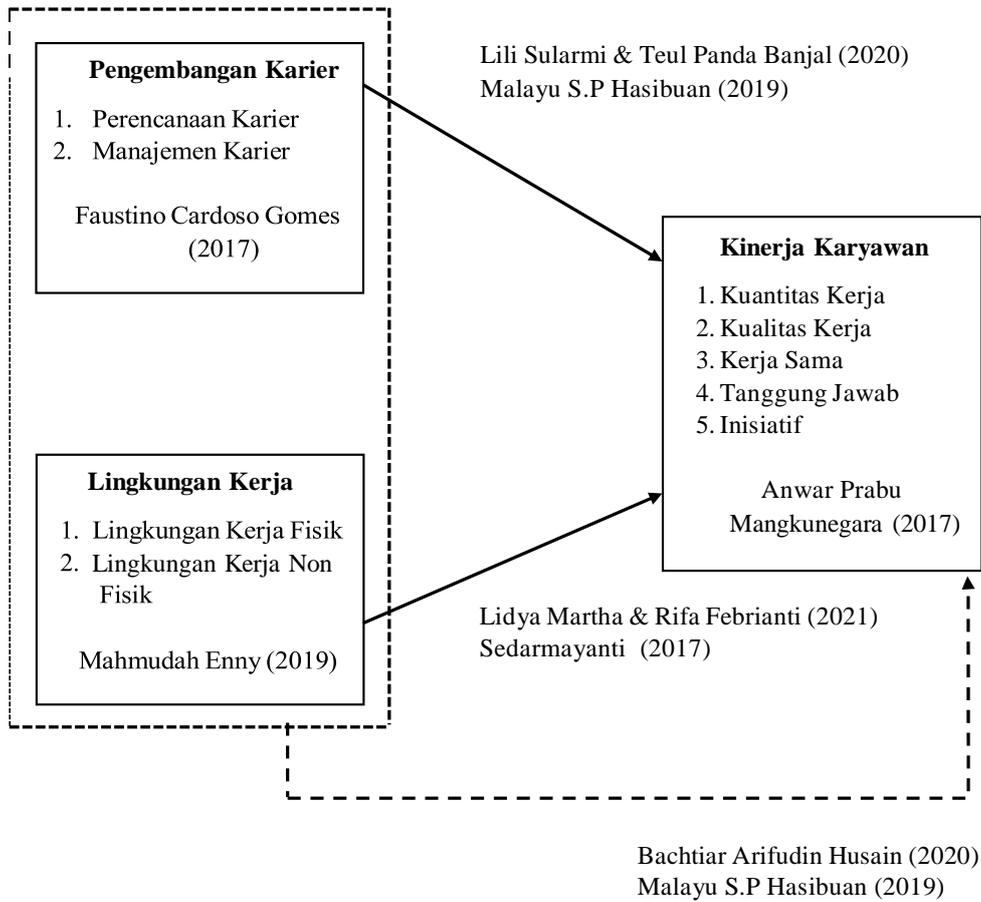 Pengembangan Karier
1. Perencanaan Karier
2. Manajemen Karier
Faustino Cardoso Gomes
(2017)
Lili Sularmi & Teul Panda Banjal (2020)
Malayu S.P Hasibuan (2019)
Kinerja Karyawan
1. Kuantitas Kerja
2. Kualitas Kerja
3. Kerja Sama
4. Tanggung Jawab
5. Inisiatif
Anwar Prabu
Mangkunegara (2017)
Lingkungan Kerja
1. Lingkungan Kerja Fisik
2. Lingkungan Kerja Non
Fisik
Mahmudah Enny (2019)
Lidya Martha & Rifa Febrianti (2021)
Sedarmayanti (2017)
Bachtiar Arifudin Husain (2020)
Malayu S.P Hasibuan (2019)